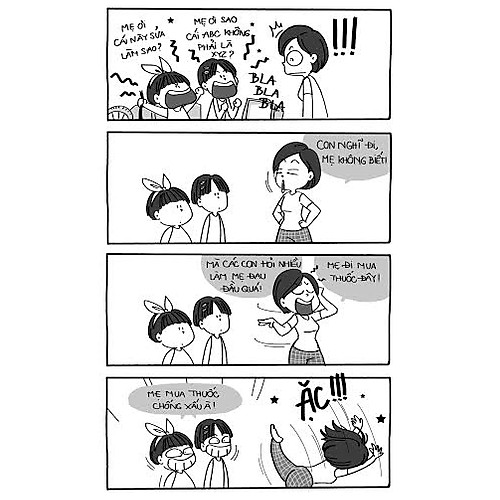 MẸ ƠI
CÁI NÀY SỬA
LÀM SAO?
MẸ ƠI SAO
CÁI ABC KHÔNG
PHẢI LÀ
XYZ?
BLA
BLA
BLA
!!!
CON NGHĨ ĐI,
MẸ KHÔNG BIẾT!
MÀ CÁC CON HỎI NHIỀU
LÀM MẸ ĐAU
ĐẦU QUÁ!
MẸ ĐI MUA
THUỐC ĐÂY!
MẸ MUA THUỐC
CHỐNG XẤU À!
ẶC!!!